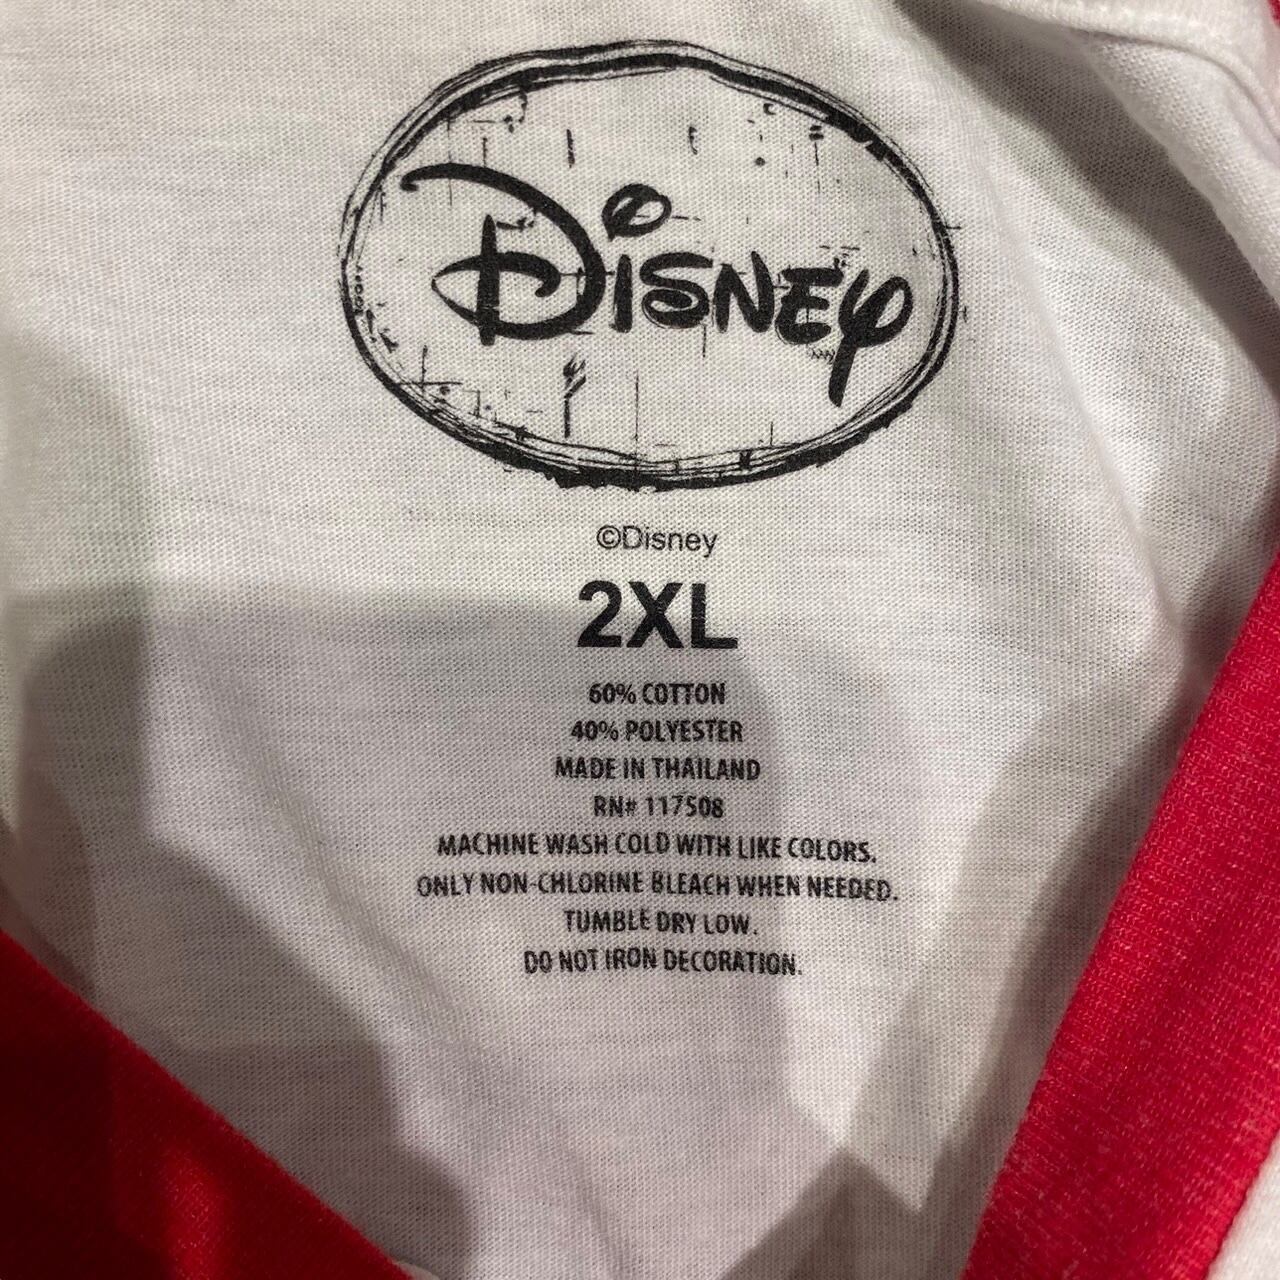 Disney
©Disney
2XL
60% COTTON
40% POLYESTER
MADE IN THAILAND
RN# 117508
MACHINE WASH COLD WITH LIKE COLORS.
ONLY NON-CHLORINE BLEACH WHEN NEEDED.
TUMBLE DRY LOW.
DO NOT IRON DECORATION.